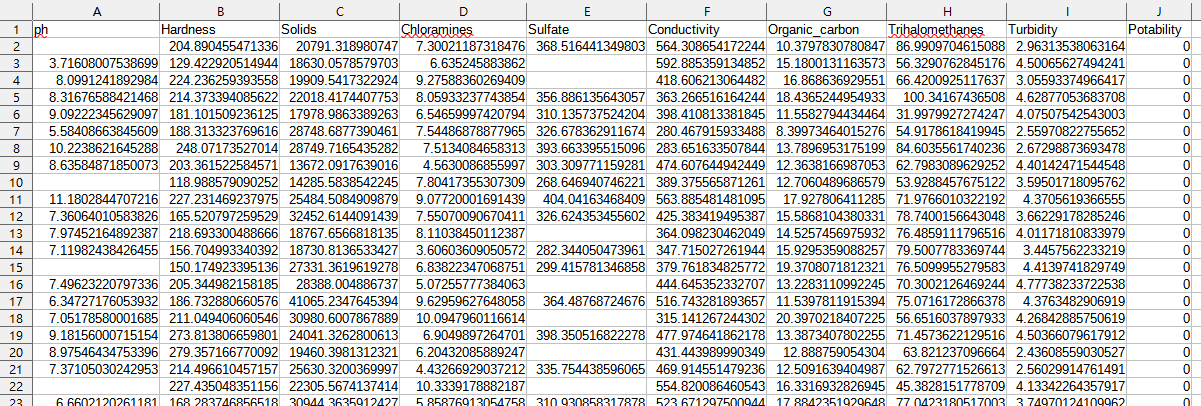 A B C D E F G H I J
1 ph Hardness Solids Chloramines Sulfate Conductivity Organic_carbon Trihalomethanes Turbidity Potability
2 204.890455471336 20791.318980747 7.30021187318476 368.516441349803 564.308654172244 10.3797830780847 86.9909704615088 2.96313538063164 0
3 3.71608007538699 129.422920514944 18630.0578579703 6.635245883862 592.885359134852 15.1800131163573 56.3290762845176 4.50065627494241 0
4 8.0991241892984 224.236259393558 19909.5417322924 9.27588360269409 418.606213064482 16.868636929551 66.4200925117637 3.05593374966417 0
5 8.31676588421468 214.373394085622 22018.4174407753 8.05933237743854 356.886135643057 363.266516164244 18.4365244954933 100.34167436508 4.62877053683708 0
6 9.09222345629097 181.101509236125 17978.9863389263 6.54659997420794 310.135737524204 398.410813381845 11.5582794434464 31.9979927274247 4.07507542543003 0
7 5.58408663845609 188.313323769616 28748.6877390461 7.54486878877965 326.678362911674 280.467915933488 8.39973464015276 54.9178618419945 2.55970822755652 0
8 10.2238621645288 248.07173527014 28749.7165435282 7.5134084658313 393.663395515096 283.651633507844 13.7896953175199 84.6035561740236 2.67298873693478 0
9 8.63584871850073 203.361522584571 13672.0917639016 4.5630086855997 303.309771159281 474.607644942449 12.3638166987053 62.7983089629252 4.40142471544548 0
10 118.988579090252 14285.5838542245 7.80417355307309 268.646940746221 389.375565871261 12.7060489686579 53.9288457675122 3.59501718095762 0
11 11.1802844707216 227.231469237975 25484.5084909879 9.07720001691439 404.04163468409 563.885481481095 17.927806411285 71.9766010322192 4.3705619366555 0
12 7.36064010583826 165.520797259529 32452.6144091439 7.55070090670411 326.624353455602 425.383419495387 15.5868104380331 78.7400156643048 3.66229178285246 0
13 7.97452164892387 218.693300488666 18767.6566818135 8.11038450112387 364.098230462049 14.5257456975932 76.4859111796516 4.01171810833979 0
14 7.11982438426455 156.704993340392 18730.8136533427 3.60603609050572 282.344050473961 347.715027261944 15.9295359088257 79.5007783369744 3.4457562233219 0
15 150.174923395136 27331.3619619278 6.83822347068751 299.415781346858 379.761834825772 19.3708071812321 76.5099955279583 4.4139741829749 0
16 7.49623220797336 205.344982158185 28388.004886737 5.07255777384063 444.645352332707 13.2283110992245 70.3002126469244 4.77738233722538 0
17 6.34727176053932 186.732880660576 41065.2347645394 9.62959627648058 364.48768724676 516.743281893657 11.5397811915394 75.0716172866378 4.3763482906919 0
18 7.05178580001685 211.049406060546 30980.6007867889 10.0947960116614 315.141267244302 20.3970218407225 56.6516037897933 4.26842885750619 0
19 9.18156000715154 273.813806659801 24041.3262800613 6.9049897264701 398.350516822278 477.974641862178 13.3873407802255 71.4573622129516 4.50366079617912 0
20 8.97546434753396 279.357166770092 19460.3981312321 6.20432085889247 431.443989990349 12.888759054304 63.821237096664 2.43608559030527 0
21 7.37105030242953 214.496610457157 25630.3200369997 4.43266929037212 335.754438596065 469.914551479236 12.5091639404987 62.7972771526613 2.56029914761491 0
22 227.435048351156 22305.5674137414 10.3339178882187 554.820086460543 16.3316932826945 45.3828151778709 4.13342264357917 0
23 6.6602120261181 168.283746856518 30944.3635912427 5.85876913054758 310.930858317878 523.671297500944 17.8842351929648 77.0423180517003 3.74970124109962 0